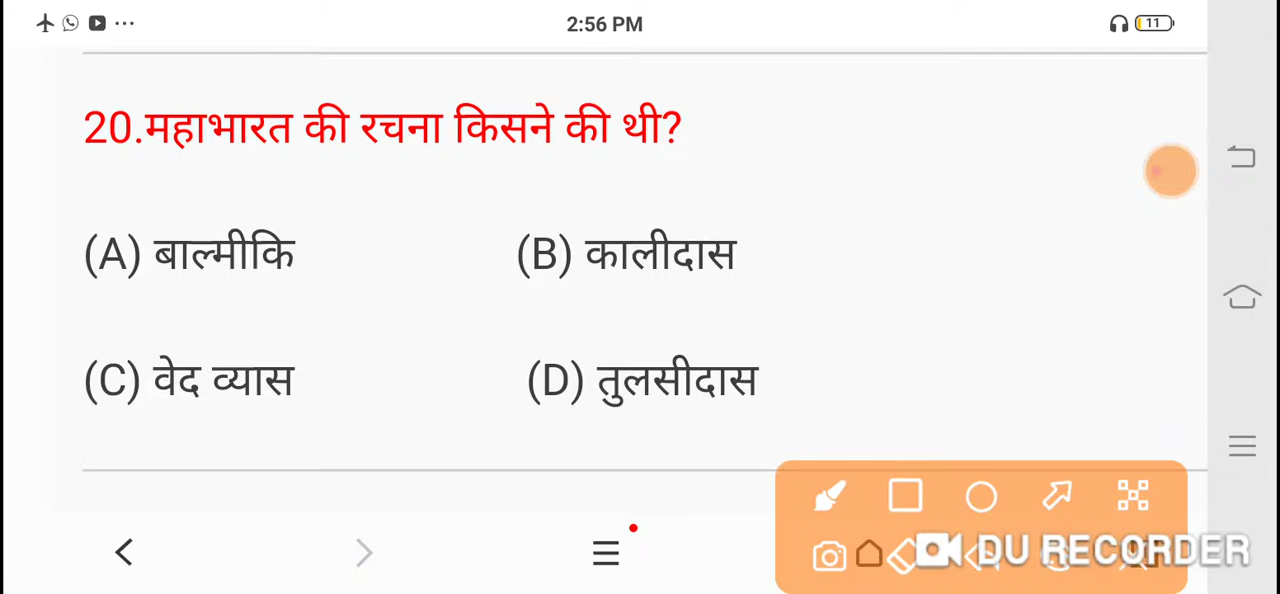 2:56 PM
11
20.महाभारत की रचना किसने की थी?
(A) बाल्मीकि (B) कालीदास
(C) वेद व्यास (D) तुलसीदास
DU RECORDER